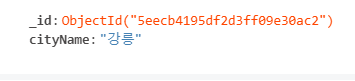 _id: ObjectId("5eecb4195df2d3ff09e30ac2")
cityName: "강릉"